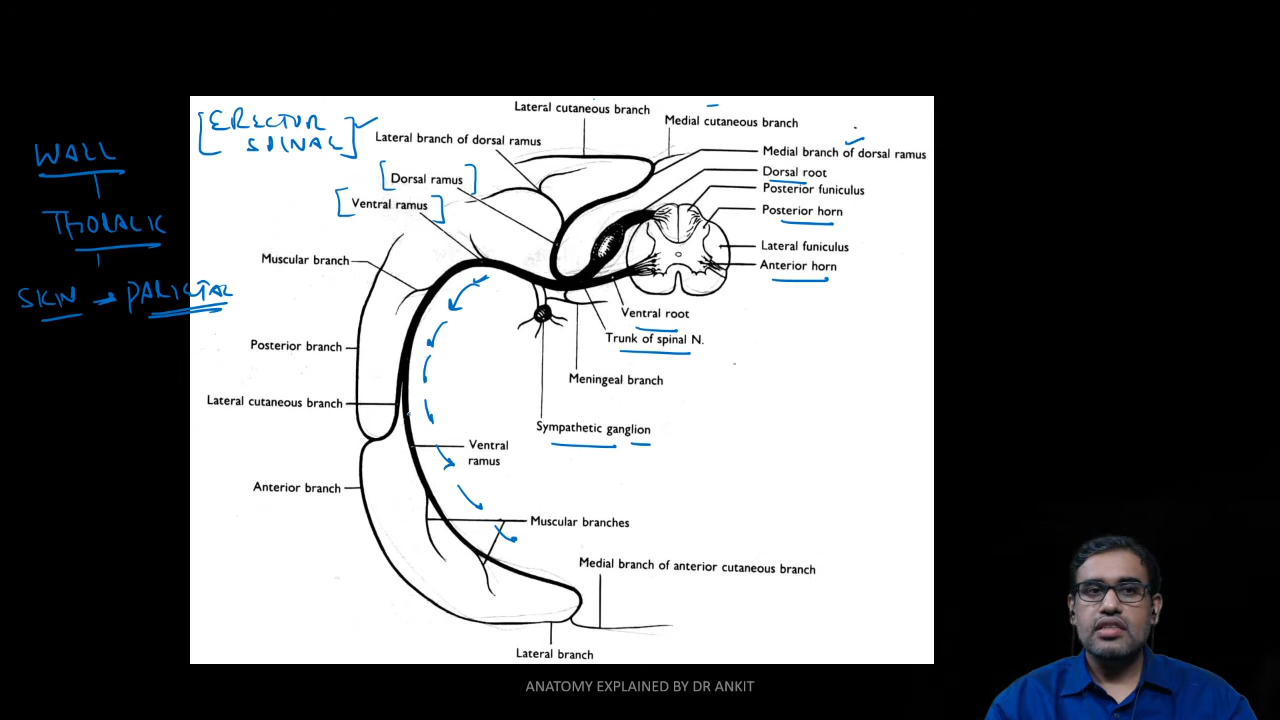 Lateral cutaneous branch
Medial cutaneous branch
[ERECTOR
SPINAL]
Lateral branch of dorsal ramus
Medial branch of dorsal ramus
WALL
Dorsal root
[Dorsal ramus]
Posterior funiculus
[Ventral ramus]
Posterior horn
THORACIC
Lateral funiculus
Muscular branch
Anterior horn
SKIN → PARIETAL
Ventral root
Trunk of spinal N.
Posterior branch
Meningeal branch
Lateral cutaneous branch
Sympathetic ganglion
Ventral
ramus
Anterior branch
Muscular branches
Medial branch of anterior cutaneous branch
Lateral branch
ANATOMY EXPLAINED BY DR ANKIT